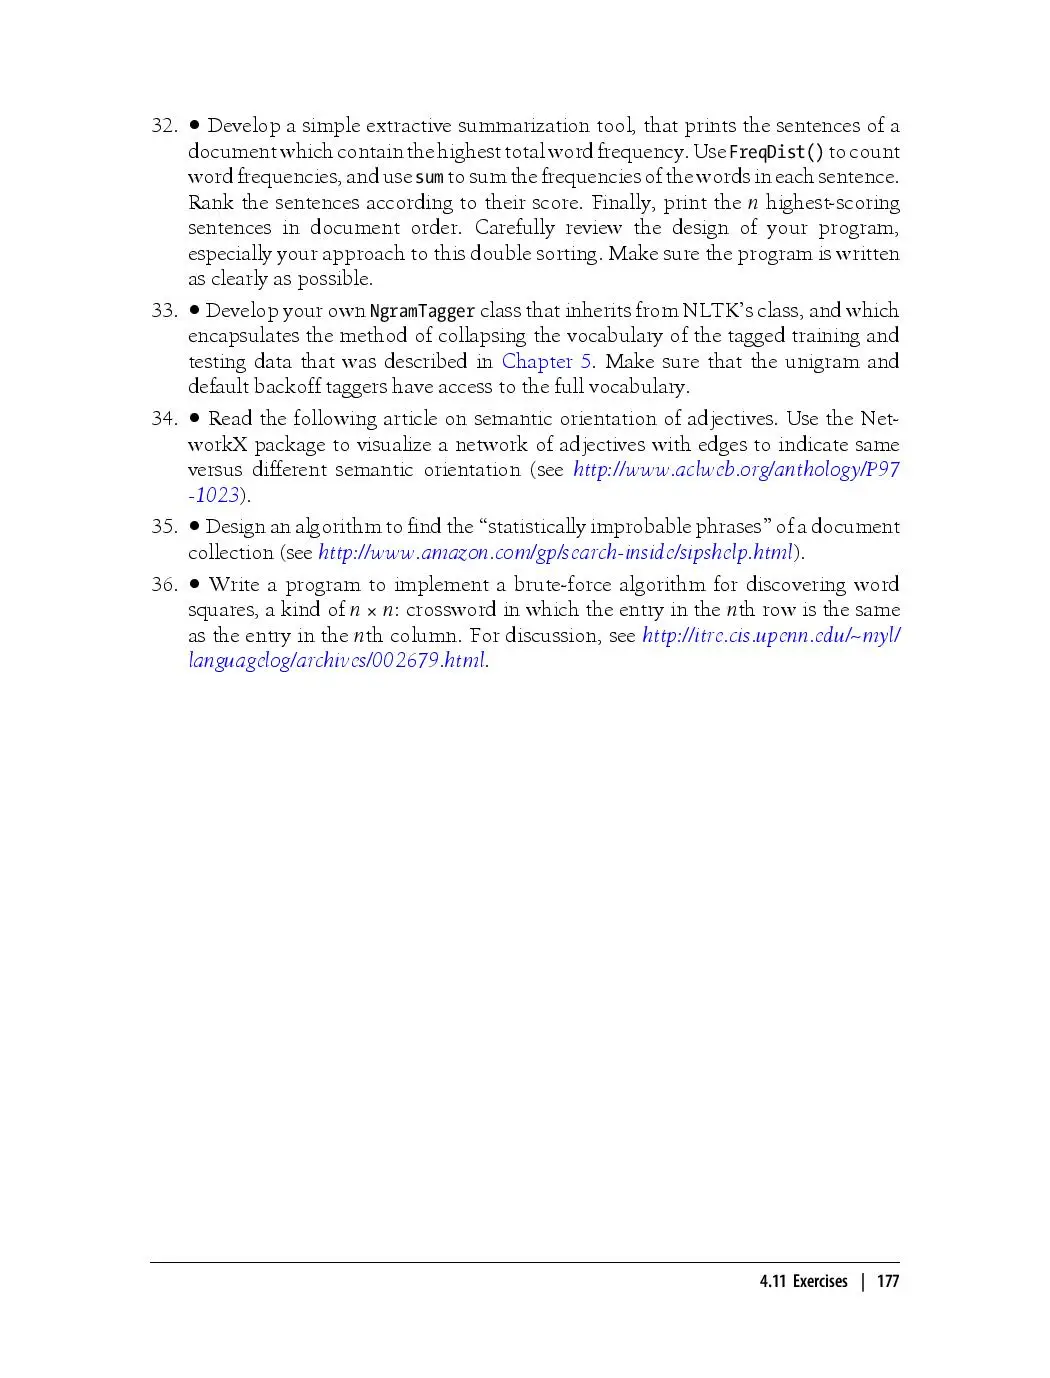 32. ● Develop a simple extractive summarization tool, that prints the sentences of a
document which contain the highest total word frequency. Use FreqDist() to count
word frequencies, and use sum to sum the frequencies of the words in each sentence.
Rank the sentences according to their score. Finally, print the n highest-scoring
sentences in document order. Carefully review the design of your program,
especially your approach to this double sorting. Make sure the program is written
as clearly as possible.
33. ● Develop your own NgramTagger class that inherits from NLTK’s class, and which
encapsulates the method of collapsing the vocabulary of the tagged training and
testing data that was described in Chapter 5. Make sure that the unigram and
default backoff taggers have access to the full vocabulary.
34. ● Read the following article on semantic orientation of adjectives. Use the Net-
workX package to visualize a network of adjectives with edges to indicate same
versus different semantic orientation (see http://www.aclweb.org/anthology/P97
-1023).
35. ● Design an algorithm to find the “statistically improbable phrases” of a document
collection (see http://www.amazon.com/gp/search-inside/sipshelp.html).
36. ● Write a program to implement a brute-force algorithm for discovering word
squares, a kind of n × n: crossword in which the entry in the nth row is the same
as the entry in the nth column. For discussion, see http://itre.cis.upenn.edu/~myl/
languagelog/archives/002679.html.
4.11 Exercises | 177